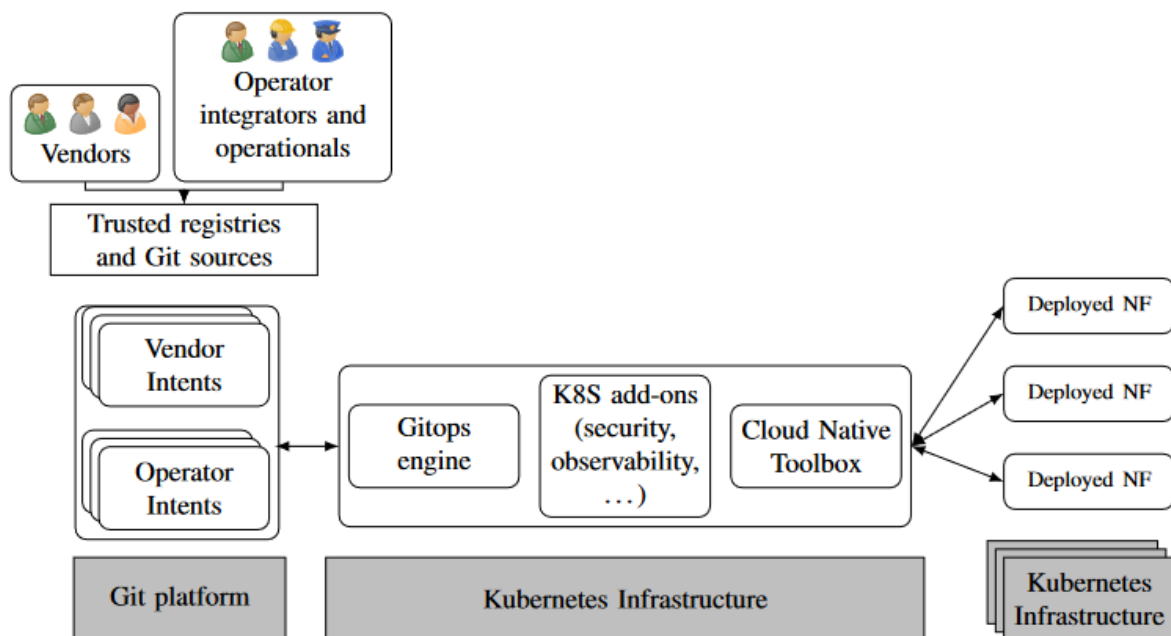 Operator
integrators and
operationals
Vendors
Trusted registries
and Git sources
Vendor
Intents
Operator
Intents
Gitops
engine
K8S add-ons
(security,
observability,
...)
Cloud Native
Toolbox
Deployed NF
Deployed NF
Deployed NF
Git platform
Kubernetes Infrastructure
Kubernetes
Infrastructure